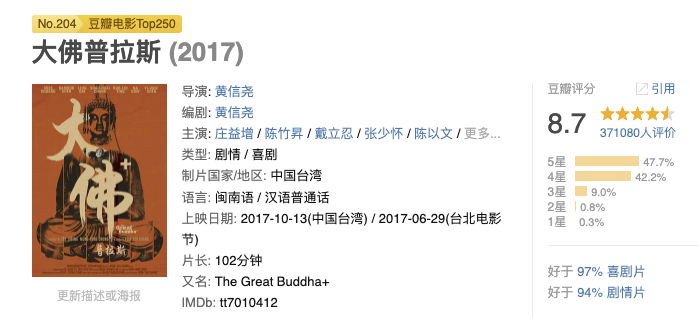 No.204 豆瓣电影Top250
大佛普拉斯 (2017)
大佛+
The Great Buddha+
普拉斯
更新描述或海报
导演: 黄信尧
编剧: 黄信尧
主演: 庄益增 / 陈竹昇 / 戴立忍 / 张少怀 / 陈以文 / 更多...
类型: 剧情 / 喜剧
制片国家/地区: 中国台湾
语言: 闽南语 / 汉语普通话
上映日期: 2017-10-13(中国台湾) / 2017-06-29(台北电影
节)
片长: 102分钟
又名: The Great Buddha+
IMDb: tt7010412
豆瓣评分
引用
8.7
371080人评价
5星 47.7%
4星 42.2%
3星 9.0%
2星 0.8%
1星 0.3%
好于 97% 喜剧片
好于 94% 剧情片